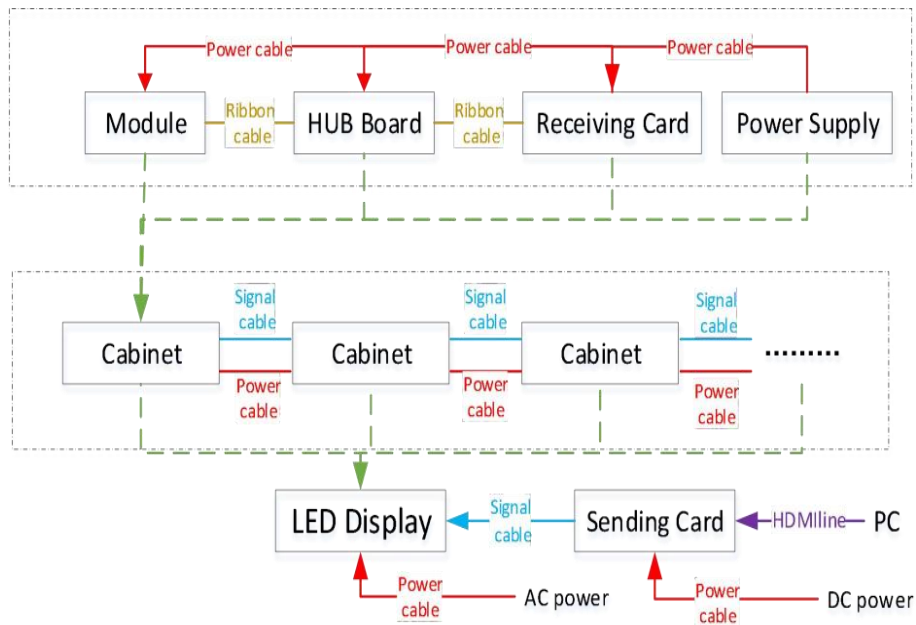 Power cable
Power cable
Power cable
Module
Ribbon
cable
HUB Board
Ribbon
cable
Receiving Card
Power Supply
Signal
cable
Signal
cable
Signal
cable
Cabinet
Cabinet
Cabinet
.........
Power
cable
Power
cable
Power
cable
LED Display
Signal
cable
Sending Card
HDMIline
PC
Power
cable
AC power
Power
cable
DC power